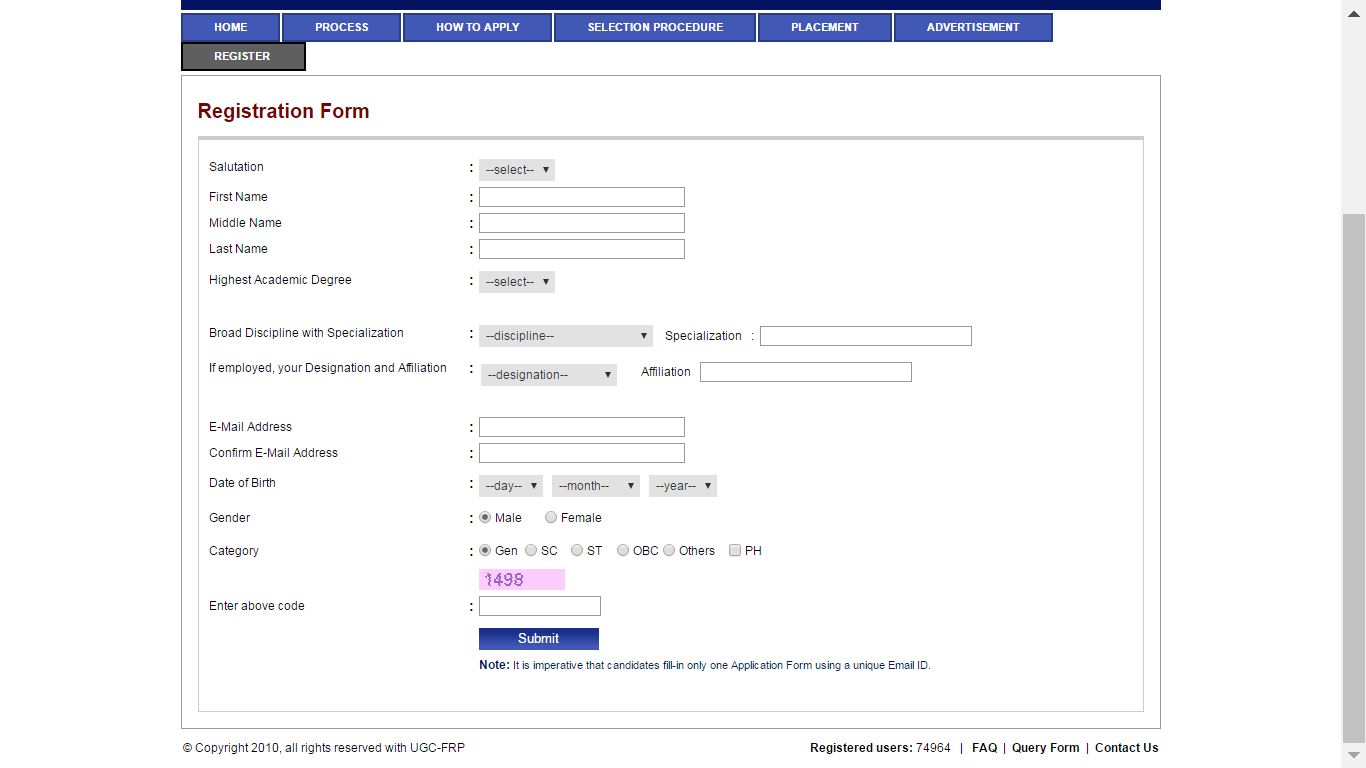 HOME PROCESS HOW TO APPLY SELECTION PROCEDURE PLACEMENT ADVERTISEMENT
REGISTER
Registration Form
Salutation : --select--
First Name :
Middle Name :
Last Name :
Highest Academic Degree : --select--
Broad Discipline with Specialization : --discipline-- Specialization :
If employed, your Designation and Affiliation : --designation-- Affiliation
E-Mail Address :
Confirm E-Mail Address :
Date of Birth : --day-- --month-- --year--
Gender : Male Female
Category : Gen SC ST OBC Others PH
1498
Enter above code :
Submit
Note: It is imperative that candidates fill-in only one Application Form using a unique Email ID.
© Copyright 2010, all rights reserved with UGC-FRP Registered users: 74964 | FAQ | Query Form | Contact Us